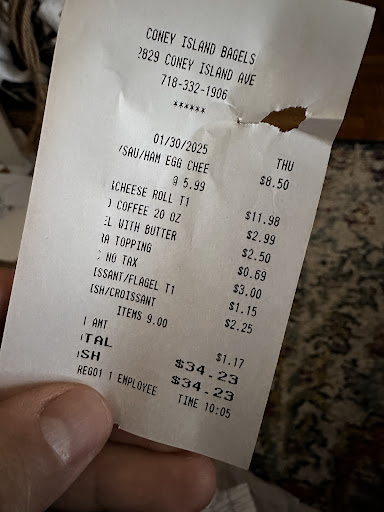 CONEY ISLAND BAGELS
2829 CONEY ISLAND AVE
718-332-1906
******
01/30/2025 THU
/SAU/HAM EGG CHEE $8.50
@ 5.99
CHEESE ROLL T1 $11.98
COFFEE 20 OZ $2.99
L WITH BUTTER $2.50
A TOPPING $0.69
NO TAX $3.00
SSANT/FLAGEL T1 $1.15
SH/CROISSANT $2.25
ITEMS 9.00
AMT $1.17
TAL $34.23
SH $34.23
REG01 1 EMPLOYEE TIME 10:05